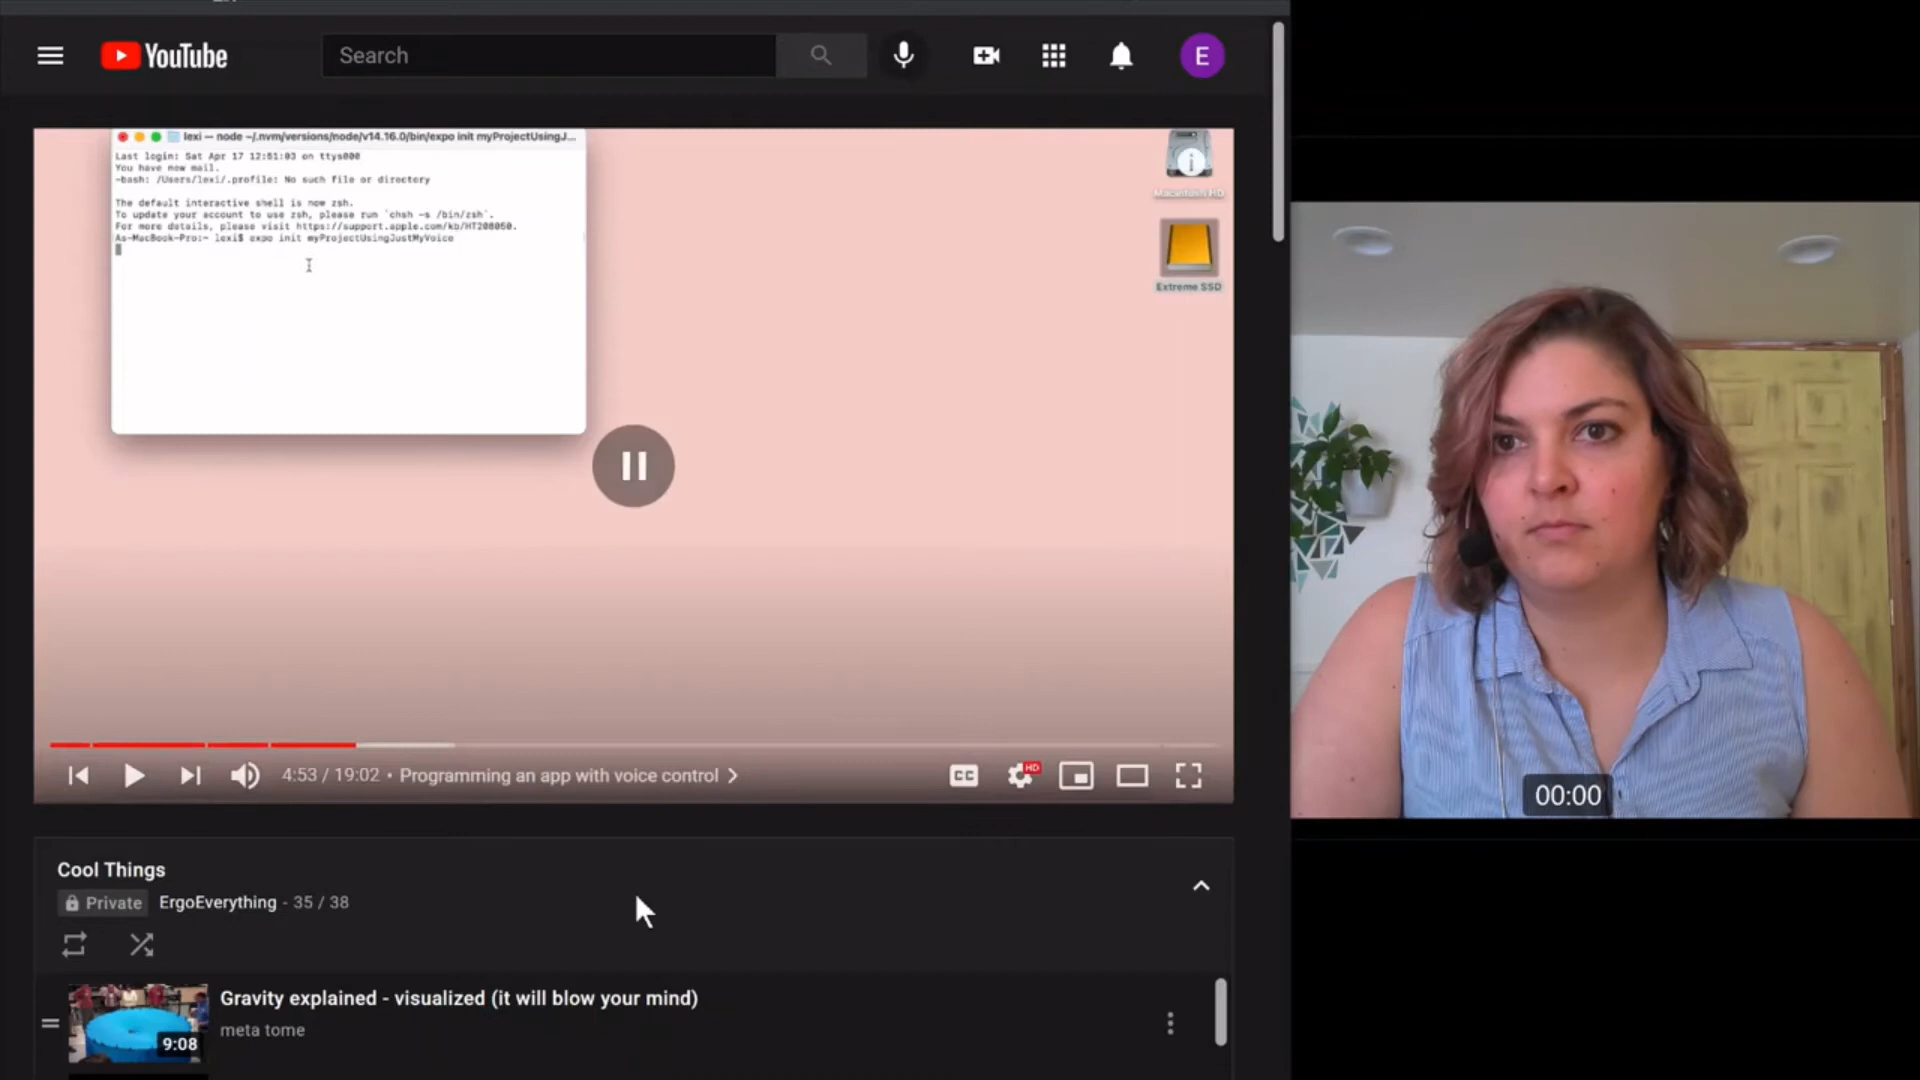 YouTube
Search
E
lexi — node ~/.nvm/versions/node/v14.16.0/bin/expo init myProjectUsingJ...
Last login: Sat Apr 17 12:51:03 on ttys000
You have new mail.
-bash: /Users/lexi/.profile: No such file or directory
The default interactive shell is now zsh.
To update your account to use zsh, please run `chsh -s /bin/zsh`.
For more details, please visit https://support.apple.com/kb/HT208050.
As-MacBook-Pro:~ lexi$ expo init myProjectUsingJustMyVoice
Macintosh HD
Extreme SSD
4:53 / 19:02 • Programming an app with voice control
CC
HD
00:00
Cool Things
Private ErgoEverything - 35 / 38
Gravity explained - visualized (it will blow your mind)
meta tome
9:08